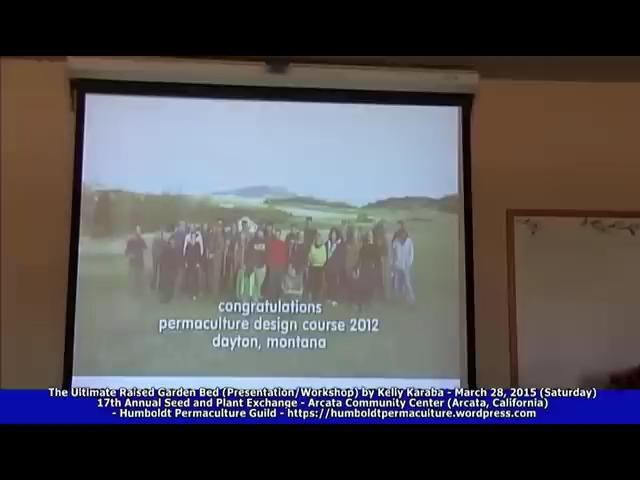 congratulations
permaculture design course 2012
dayton, montana
The Ultimate Raised Garden Bed (Presentation/Workshop) by Kelly Karaba - March 28, 2015 (Saturday)
17th Annual Seed and Plant Exchange - Arcata Community Center (Arcata, California)
- Humboldt Permaculture Guild - https://humboldtpermaculture.wordpress.com